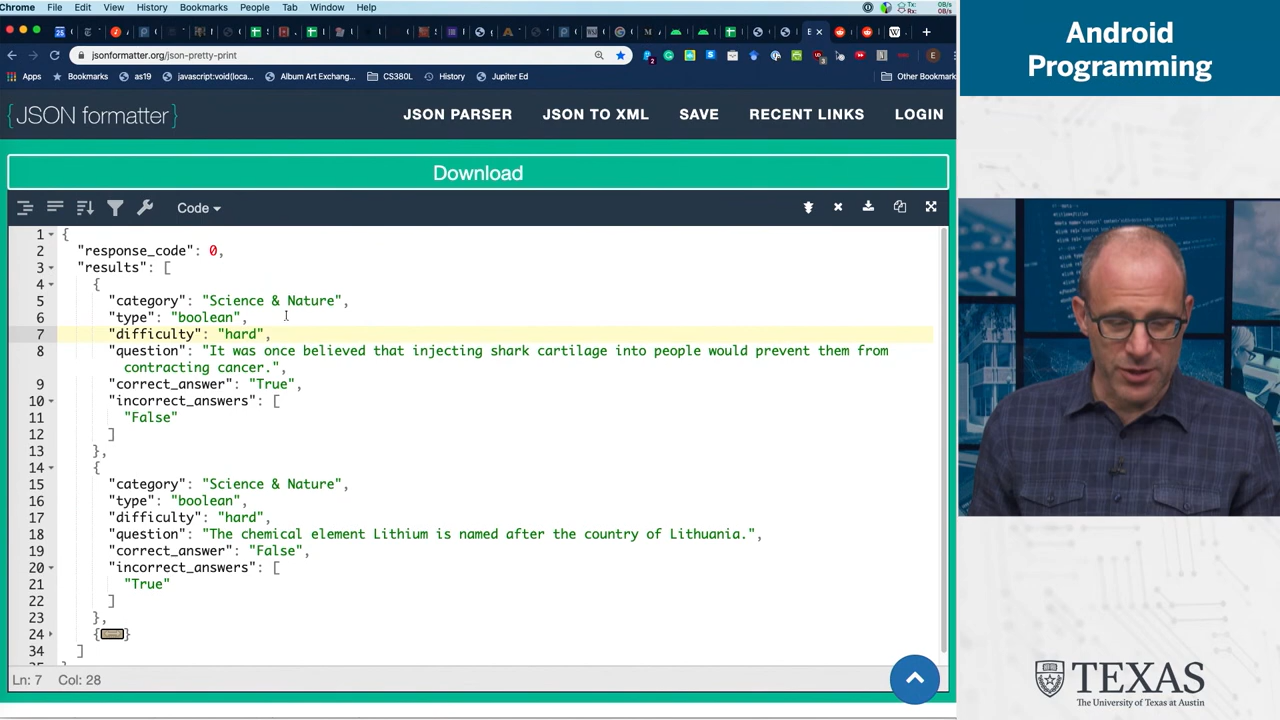 Chrome File Edit View History Bookmarks People Tab Window Help
Android
Programming
jsonformatter.org/json-pretty-print
Apps Bookmarks as19 javascript:void(loca... Album Art Exchang... CS380L History Jupiter Ed Other Bookmarks
{JSON formatter}
JSON PARSER JSON TO XML SAVE RECENT LINKS LOGIN
Download
Code
1 {
2 "response_code": 0,
3 "results": [
4 {
5 "category": "Science & Nature",
6 "type": "boolean",
7 "difficulty": "hard",
8 "question": "It was once believed that injecting shark cartilage into people would prevent them from
contracting cancer.",
9 "correct_answer": "True",
10 "incorrect_answers": [
11 "False"
12 ]
13 },
14 {
15 "category": "Science & Nature",
16 "type": "boolean",
17 "difficulty": "hard",
18 "question": "The chemical element Lithium is named after the country of Lithuania.",
19 "correct_answer": "False",
20 "incorrect_answers": [
21 "True"
22 ]
23 },
24 {}
34 ]
Ln: 7 Col: 28
TEXAS
The University of Texas at Austin